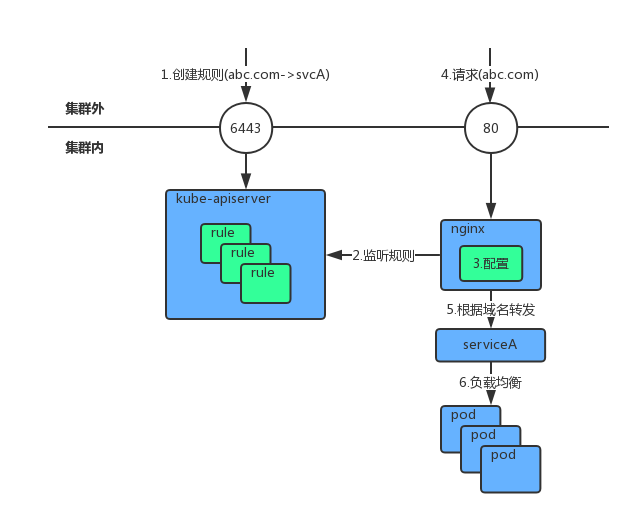 1.创建规则(abc.com->svcA)
4.请求(abc.com)
集群外
6443
80
集群内
kube-apiserver
rule
rule
rule
nginx
2.监听规则
3.配置
5.根据域名转发
serviceA
6.负载均衡
pod
pod
pod